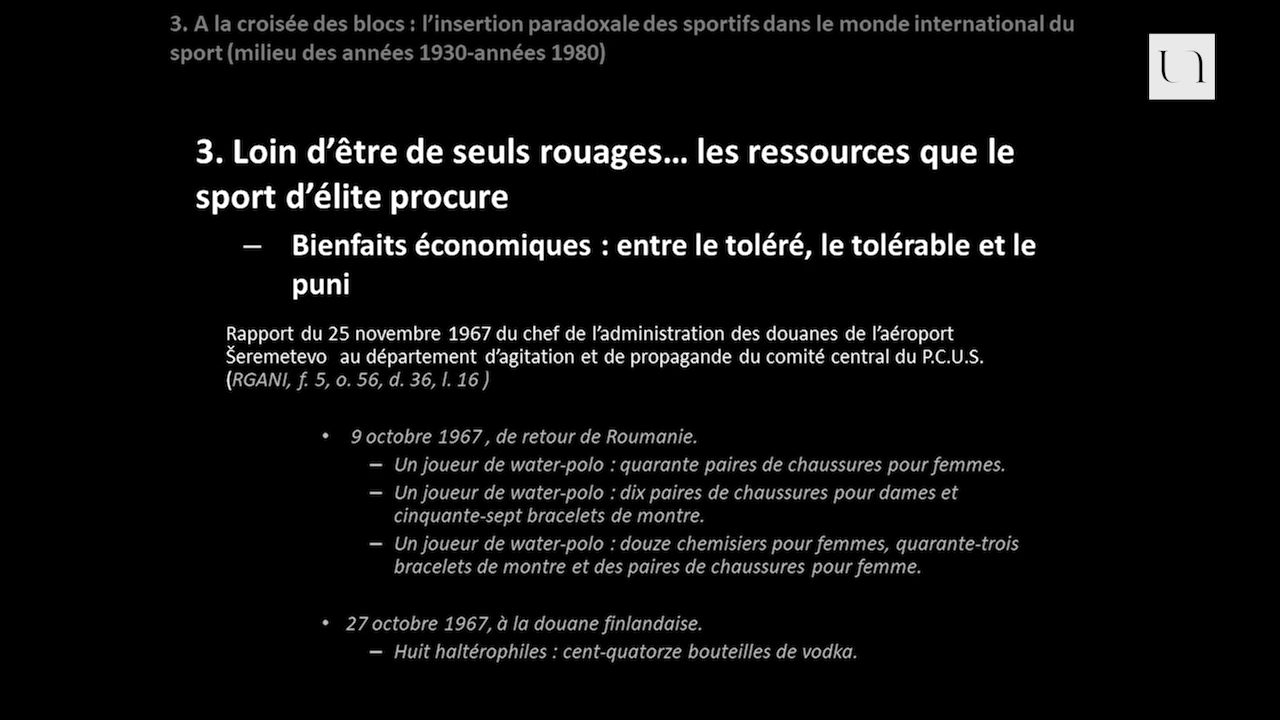 3. A la croisée des blocs : l’insertion paradoxale des sportifs dans le monde international du
sport (milieu des années 1930-années 1980)
3. Loin d’être de seuls rouages… les ressources que le
sport d’élite procure
– Bienfaits économiques : entre le toléré, le tolérable et le
puni
Rapport du 25 novembre 1967 du chef de l’administration des douanes de l’aéroport
Šeremetevo au département d’agitation et de propagande du comité central du P.C.U.S.
(RGANI, f. 5, o. 56, d. 36, l. 16 )
• 9 octobre 1967 , de retour de Roumanie.
– Un joueur de water-polo : quarante paires de chaussures pour femmes.
– Un joueur de water-polo : dix paires de chaussures pour dames et
cinquante-sept bracelets de montre.
– Un joueur de water-polo : douze chemisiers pour femmes, quarante-trois
bracelets de montre et des paires de chaussures pour femme.
• 27 octobre 1967, à la douane finlandaise.
– Huit haltérophiles : cent-quatorze bouteilles de vodka.